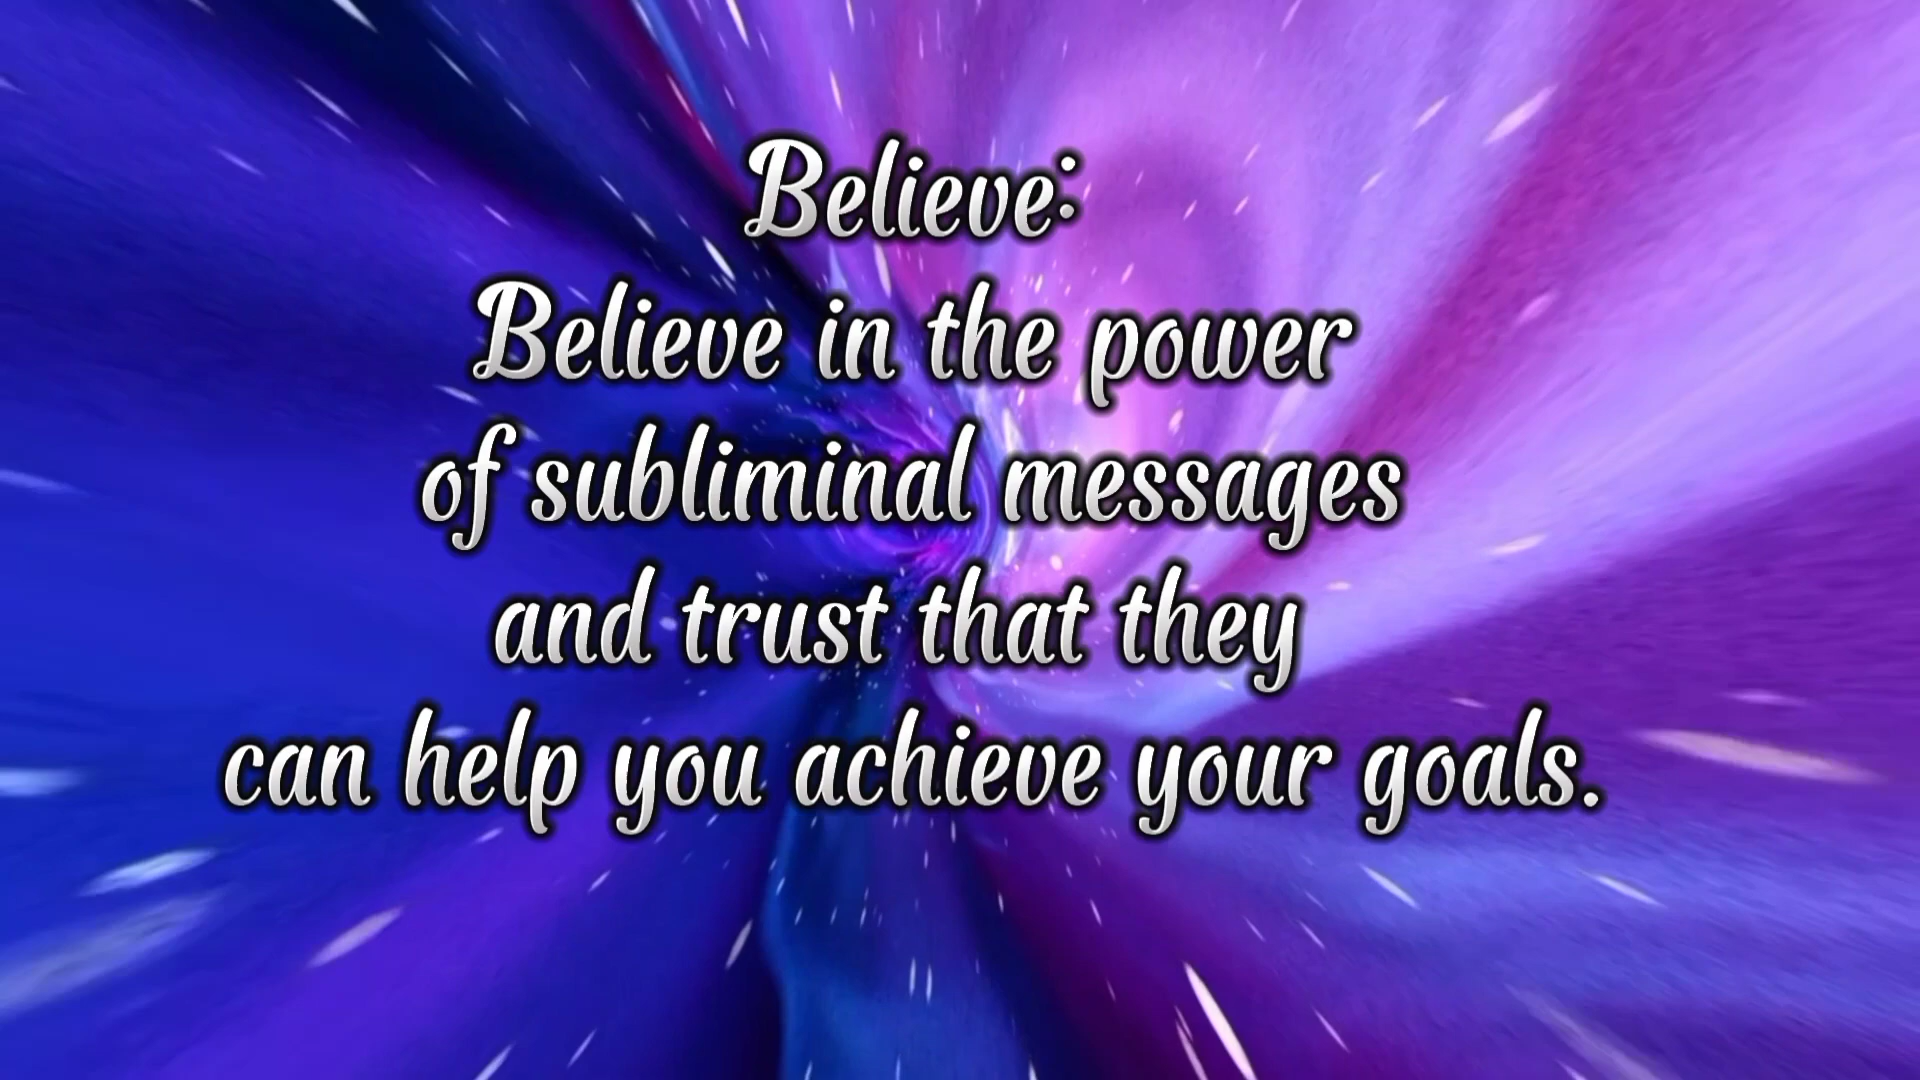 Believe:
Believe in the power
of subliminal messages
and trust that they
can help you achieve your goals.